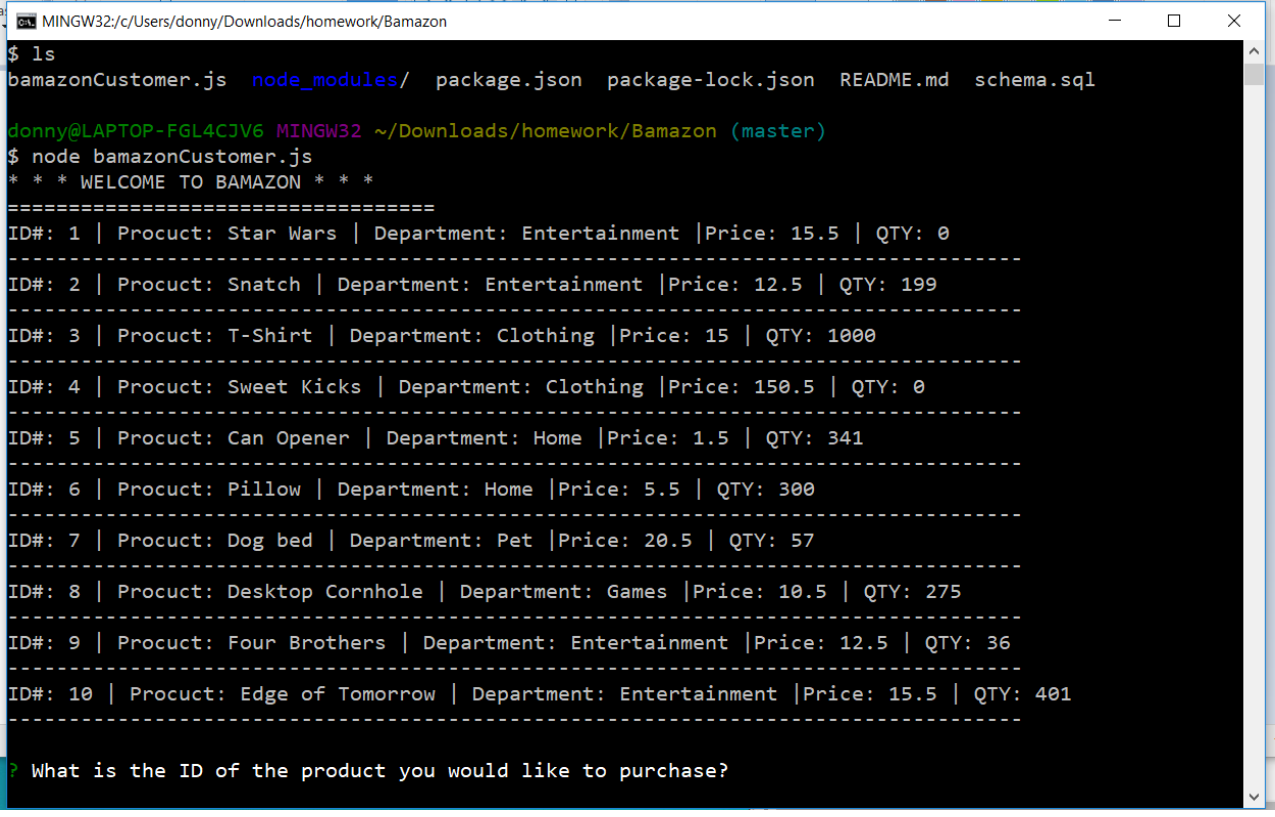 MINGW32:/c/Users/donny/Downloads/homework/Bamazon
$ ls
bamazonCustomer.js  node_modules/  package.json  package-lock.json  README.md  schema.sql
donny@LAPTOP-FGL4CJV6 MINGW32 ~/Downloads/homework/Bamazon (master)
$ node bamazonCustomer.js
* * * WELCOME TO BAMAZON * * *
===================================
ID#: 1 | Procuct: Star Wars | Department: Entertainment |Price: 15.5 | QTY: 0
-----------------------------------------------------------------------------------
ID#: 2 | Procuct: Snatch | Department: Entertainment |Price: 12.5 | QTY: 199
-----------------------------------------------------------------------------------
ID#: 3 | Procuct: T-Shirt | Department: Clothing |Price: 15 | QTY: 1000
-----------------------------------------------------------------------------------
ID#: 4 | Procuct: Sweet Kicks | Department: Clothing |Price: 150.5 | QTY: 0
-----------------------------------------------------------------------------------
ID#: 5 | Procuct: Can Opener | Department: Home |Price: 1.5 | QTY: 341
-----------------------------------------------------------------------------------
ID#: 6 | Procuct: Pillow | Department: Home |Price: 5.5 | QTY: 300
-----------------------------------------------------------------------------------
ID#: 7 | Procuct: Dog bed | Department: Pet |Price: 20.5 | QTY: 57
-----------------------------------------------------------------------------------
ID#: 8 | Procuct: Desktop Cornhole | Department: Games |Price: 10.5 | QTY: 275
-----------------------------------------------------------------------------------
ID#: 9 | Procuct: Four Brothers | Department: Entertainment |Price: 12.5 | QTY: 36
-----------------------------------------------------------------------------------
ID#: 10 | Procuct: Edge of Tomorrow | Department: Entertainment |Price: 15.5 | QTY: 401
-----------------------------------------------------------------------------------
? What is the ID of the product you would like to purchase?